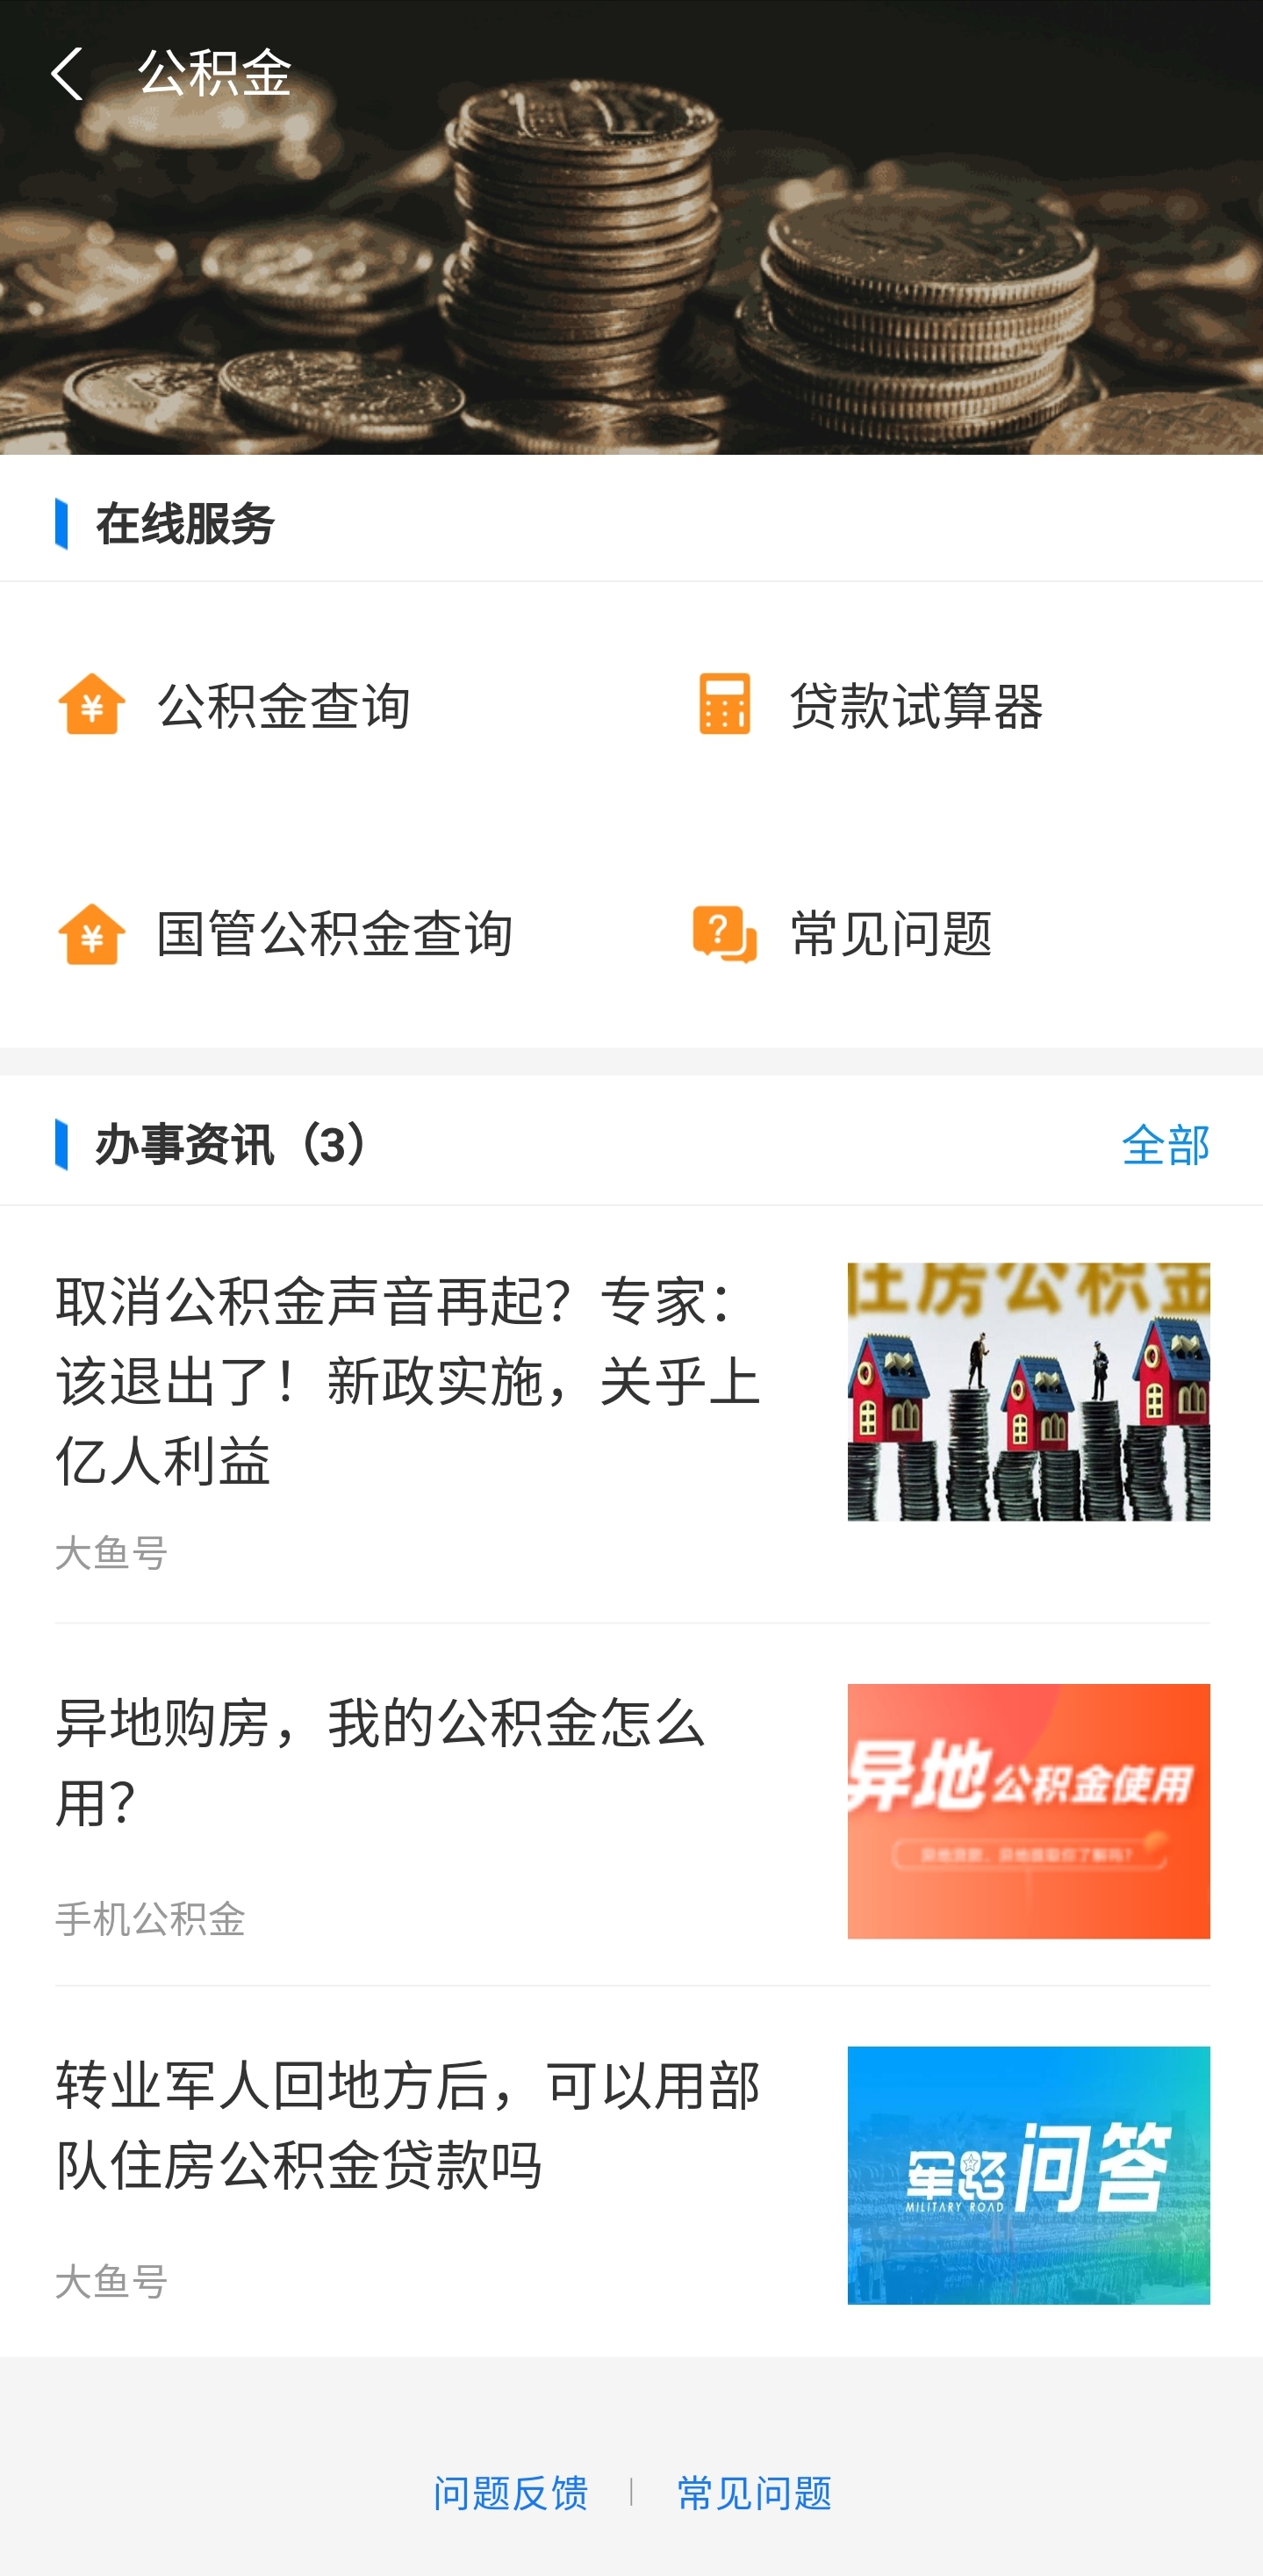 公积金
在线服务
公积金查询
贷款试算器
国管公积金查询
常见问题
办事资讯（3）
全部
取消公积金声音再起？专家：
该退出了！新政实施，关乎上
亿人利益
大鱼号
住房公积金
异地购房，我的公积金怎么
用？
手机公积金
异地公积金使用
转业军人回地方后，可以用部
队住房公积金贷款吗
大鱼号
军路问答
MILITARY ROAD
问题反馈
常见问题